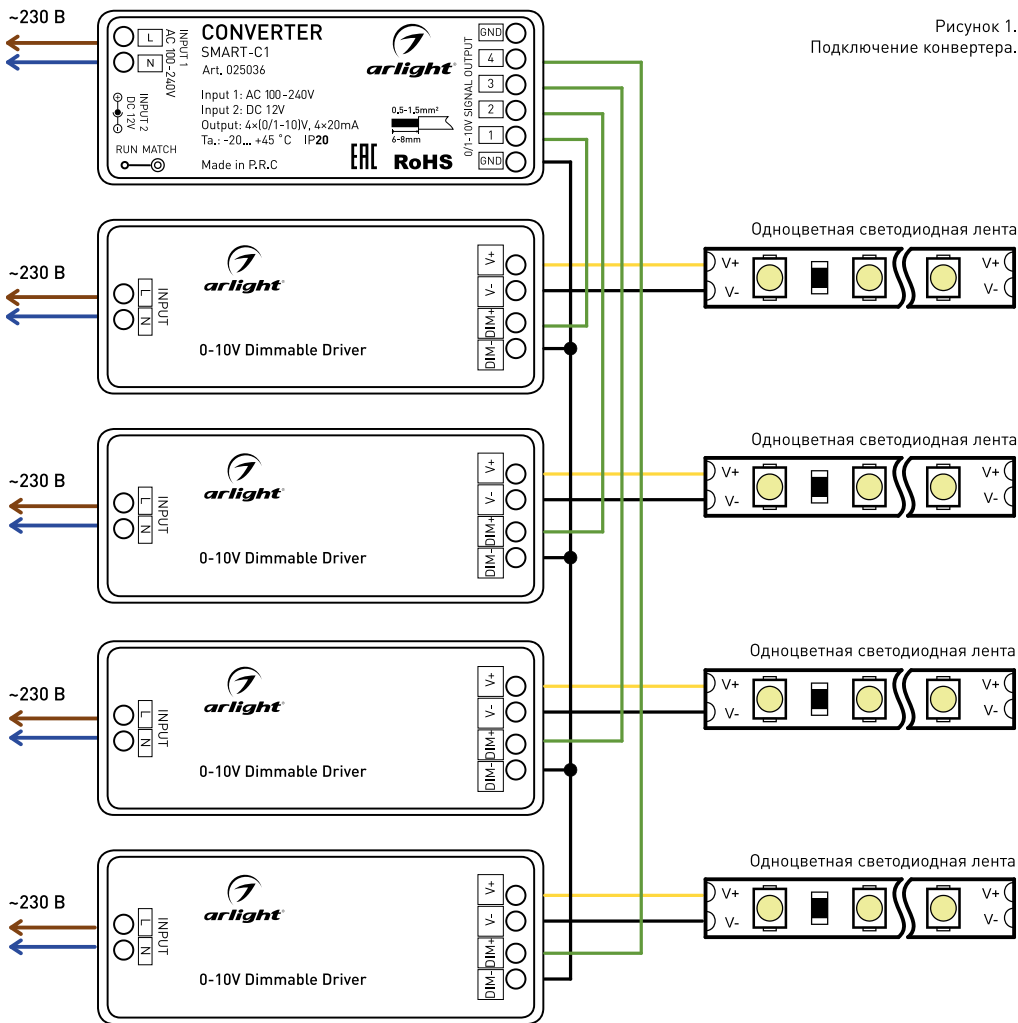 ~230 В
L
N
INPUT 1
AC 100-240V
INPUT 2
DC 12V
RUN MATCH
CONVERTER
SMART-C1
Art. 025036
Input 1: AC 100-240V
Input 2: DC 12V
Output: 4×(0/1-10)V, 4×20mA
Ta.: -20... +45 °C IP20
Made in P.R.C
arlight
0,5-1,5mm²
6-8mm
EAC RoHS
0/1-10V SIGNAL OUTPUT
GND
4
3
2
1
GND
Рисунок 1.
Подключение конвертера.
~230 В
L
N
INPUT
arlight
0-10V Dimmable Driver
V+
V-
DIM+
DIM-
Одноцветная светодиодная лента
V+
V-
V+
V-
~230 В
L
N
INPUT
arlight
0-10V Dimmable Driver
V+
V-
DIM+
DIM-
Одноцветная светодиодная лента
V+
V-
V+
V-
~230 В
L
N
INPUT
arlight
0-10V Dimmable Driver
V+
V-
DIM+
DIM-
Одноцветная светодиодная лента
V+
V-
V+
V-
~230 В
L
N
INPUT
arlight
0-10V Dimmable Driver
V+
V-
DIM+
DIM-
Одноцветная светодиодная лента
V+
V-
V+
V-